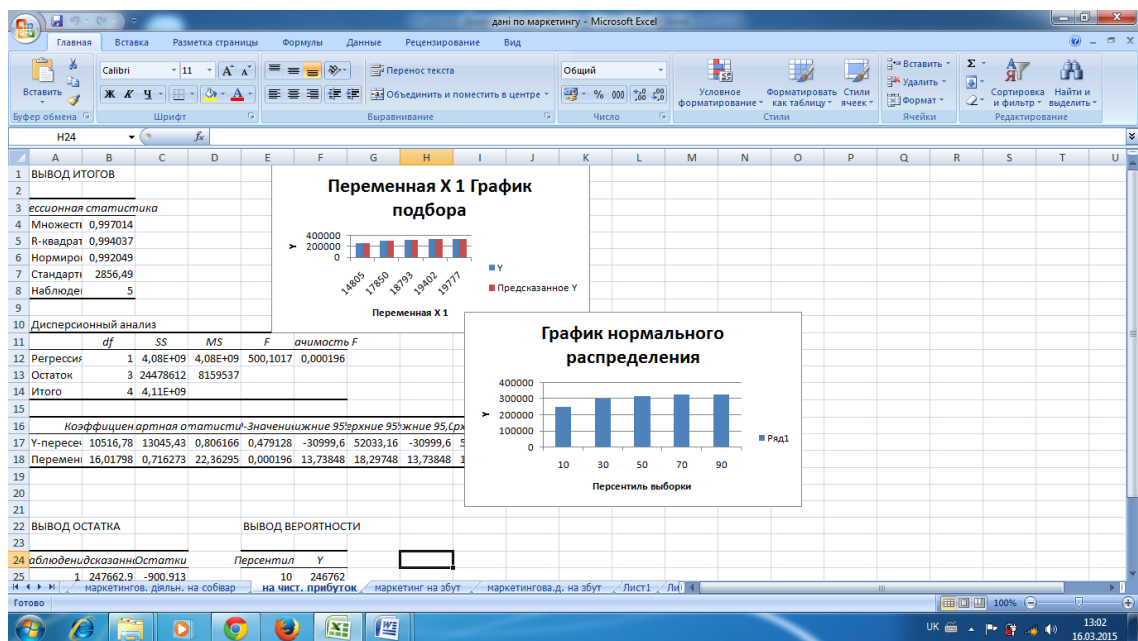 дані по маркетингу - Microsoft Excel
Главная Вставка Разметка страницы Формулы Данные Рецензирование Вид
Вставить
Calibri 11
Ж К Ч
Перенос текста
Объединить и поместить в центре
Общий
% 000
Условное форматирование
Форматировать как таблицу
Стили ячеек
Вставить
Удалить
Формат
Сортировка и фильтр
Найти и выделить
Буфер обмена Шрифт Выравнивание Число Стили Ячейки Редактирование
H24 fx
A B C D E F G H I J K L M N O P Q R S T U
1 ВЫВОД ИТОГОВ
2
3 ессионная статистика
4 Множеств 0,997014
5 R-квадрат 0,994037
6 Нормиро 0,992049
7 Стандарт 2856,49
8 Наблюде 5
9
10 Дисперсионный анализ
11 df SS MS F ачимость F
12 Регрессия 1 4,08E+09 4,08E+09 500,1017 0,000196
13 Остаток 3 24478612 8159537
14 Итого 4 4,11E+09
15
16 Коэффициен артная о татисти Р-Значени ижние 95 ерхние 95 жние 95,
17 Y-пересеч 10516,78 13045,43 0,806166 0,479128 -30999,6 52033,16 -30999,6 5
18 Перемен 16,01798 0,716273 22,36295 0,000196 13,73848 18,29748 13,73848 1
19
20
21
22 ВЫВОД ОСТАТКА ВЫВОД ВЕРОЯТНОСТИ
23
24 аблюдени дсказанн Остатки Персентил Y
25 1 247662,9 -900,913 10 246762
Переменная X 1 График подбора
Y
400000
200000
0
14805 17850 18793 19402 19777
Переменная X 1
Y
Предсказанное Y
График нормального распределения
Y
400000
300000
200000
100000
0
10 30 50 70 90
Персентиль выборки
Ряд1
маркетингов. діяльн. на собівар на чист. прибуток маркетинг на збут маркетингова.д. на збут Лист1 Ли
Готово 100%
UK 13:02
16.03.2015